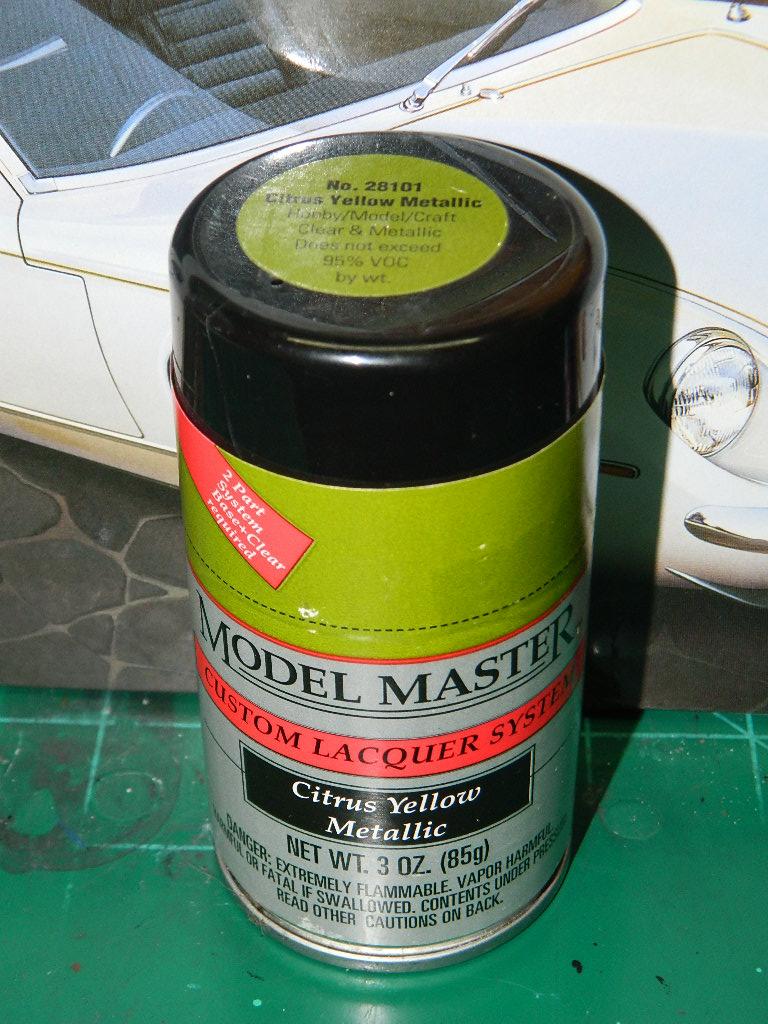 No. 28101
Citrus Yellow Metallic
Hobby/Model/Craft
Clear & Metallic
Does not exceed
95% VOC
by wt.
2 Part
System
Base+Clear
required
MODEL MASTER
CUSTOM LACQUER SYSTEM
Citrus Yellow
Metallic
NET WT. 3 OZ. (85g)
DANGER: EXTREMELY FLAMMABLE. VAPOR HARMFUL.
HARMFUL OR FATAL IF SWALLOWED. CONTENTS UNDER
READ OTHER CAUTIONS ON BACK.